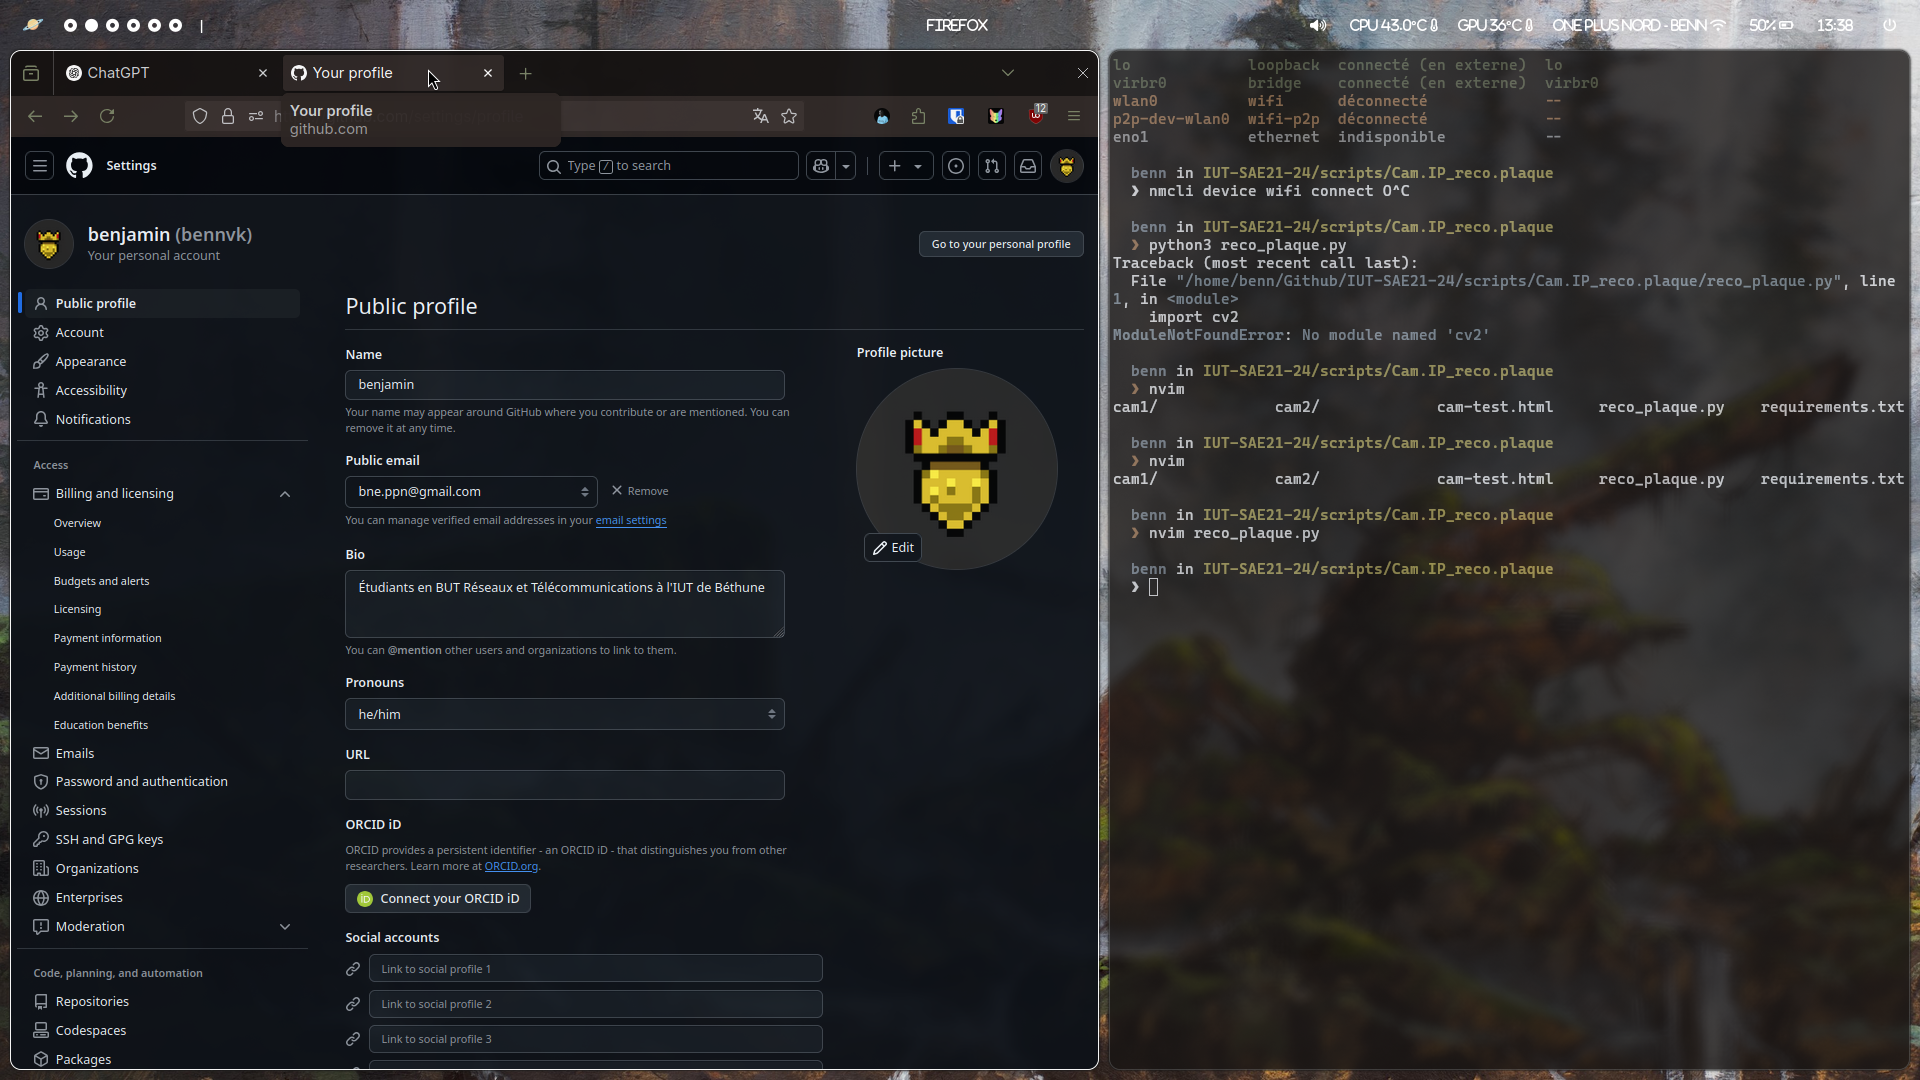 FIREFOX
CPU 43.0°C
GPU 36°C
ONE PLUS NORD - BENN
50%
13:38
ChatGPT
Your profile
Your profile
github.com
12
Settings
Type / to search
benjamin (bennvk)
Your personal account
Go to your personal profile
Public profile
Account
Appearance
Accessibility
Notifications
Access
Billing and licensing
Overview
Usage
Budgets and alerts
Licensing
Payment information
Payment history
Additional billing details
Education benefits
Emails
Password and authentication
Sessions
SSH and GPG keys
Organizations
Enterprises
Moderation
Code, planning, and automation
Repositories
Codespaces
Packages
Public profile
Name
benjamin
Your name may appear around GitHub where you contribute or are mentioned. You can
remove it at any time.
Public email
bne.ppn@gmail.com
Remove
You can manage verified email addresses in your email settings
Bio
Étudiants en BUT Réseaux et Télécommunications à l'IUT de Béthune
You can @mention other users and organizations to link to them.
Pronouns
he/him
URL
ORCID iD
ORCID provides a persistent identifier - an ORCID iD - that distinguishes you from other
researchers. Learn more at ORCID.org.
iD Connect your ORCID iD
Social accounts
Link to social profile 1
Link to social profile 2
Link to social profile 3
Profile picture
Edit
lo loopback connecté (en externe) lo
virbr0 bridge connecté (en externe) virbr0
wlan0 wifi déconnecté --
p2p-dev-wlan0 wifi-p2p déconnecté --
eno1 ethernet indisponible --
benn in IUT-SAE21-24/scripts/Cam.IP_reco.plaque
❯ nmcli device wifi connect O^C
benn in IUT-SAE21-24/scripts/Cam.IP_reco.plaque
❯ python3 reco_plaque.py
Traceback (most recent call last):
File "/home/benn/Github/IUT-SAE21-24/scripts/Cam.IP_reco.plaque/reco_plaque.py", line
1, in <module>
import cv2
ModuleNotFoundError: No module named 'cv2'
benn in IUT-SAE21-24/scripts/Cam.IP_reco.plaque
❯ nvim
cam1/ cam2/ cam-test.html reco_plaque.py requirements.txt
benn in IUT-SAE21-24/scripts/Cam.IP_reco.plaque
❯ nvim
cam1/ cam2/ cam-test.html reco_plaque.py requirements.txt
benn in IUT-SAE21-24/scripts/Cam.IP_reco.plaque
❯ nvim reco_plaque.py
benn in IUT-SAE21-24/scripts/Cam.IP_reco.plaque
❯